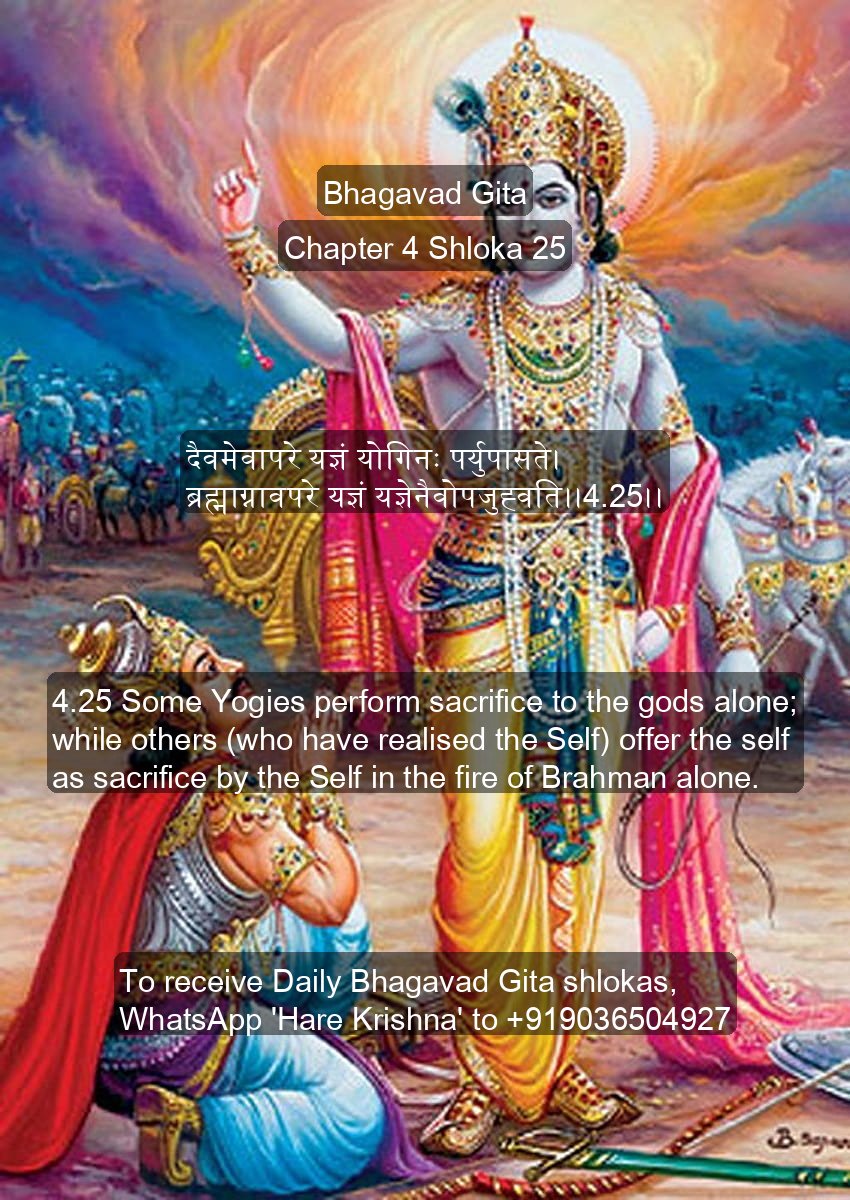 Bhagavad Gita
Chapter 4 Shloka 25
दैवमेवापरे यज्ञं योगिनः पर्युपासते।
ब्रह्माग्नावपरे यज्ञं यज्ञेनैवोपजुह्वति।।4.25।।
4.25 Some Yogies perform sacrifice to the gods alone;
while others (who have realised the Self) offer the self
as sacrifice by the Self in the fire of Brahman alone.
To receive Daily Bhagavad Gita shlokas,
WhatsApp 'Hare Krishna' to +919036504927